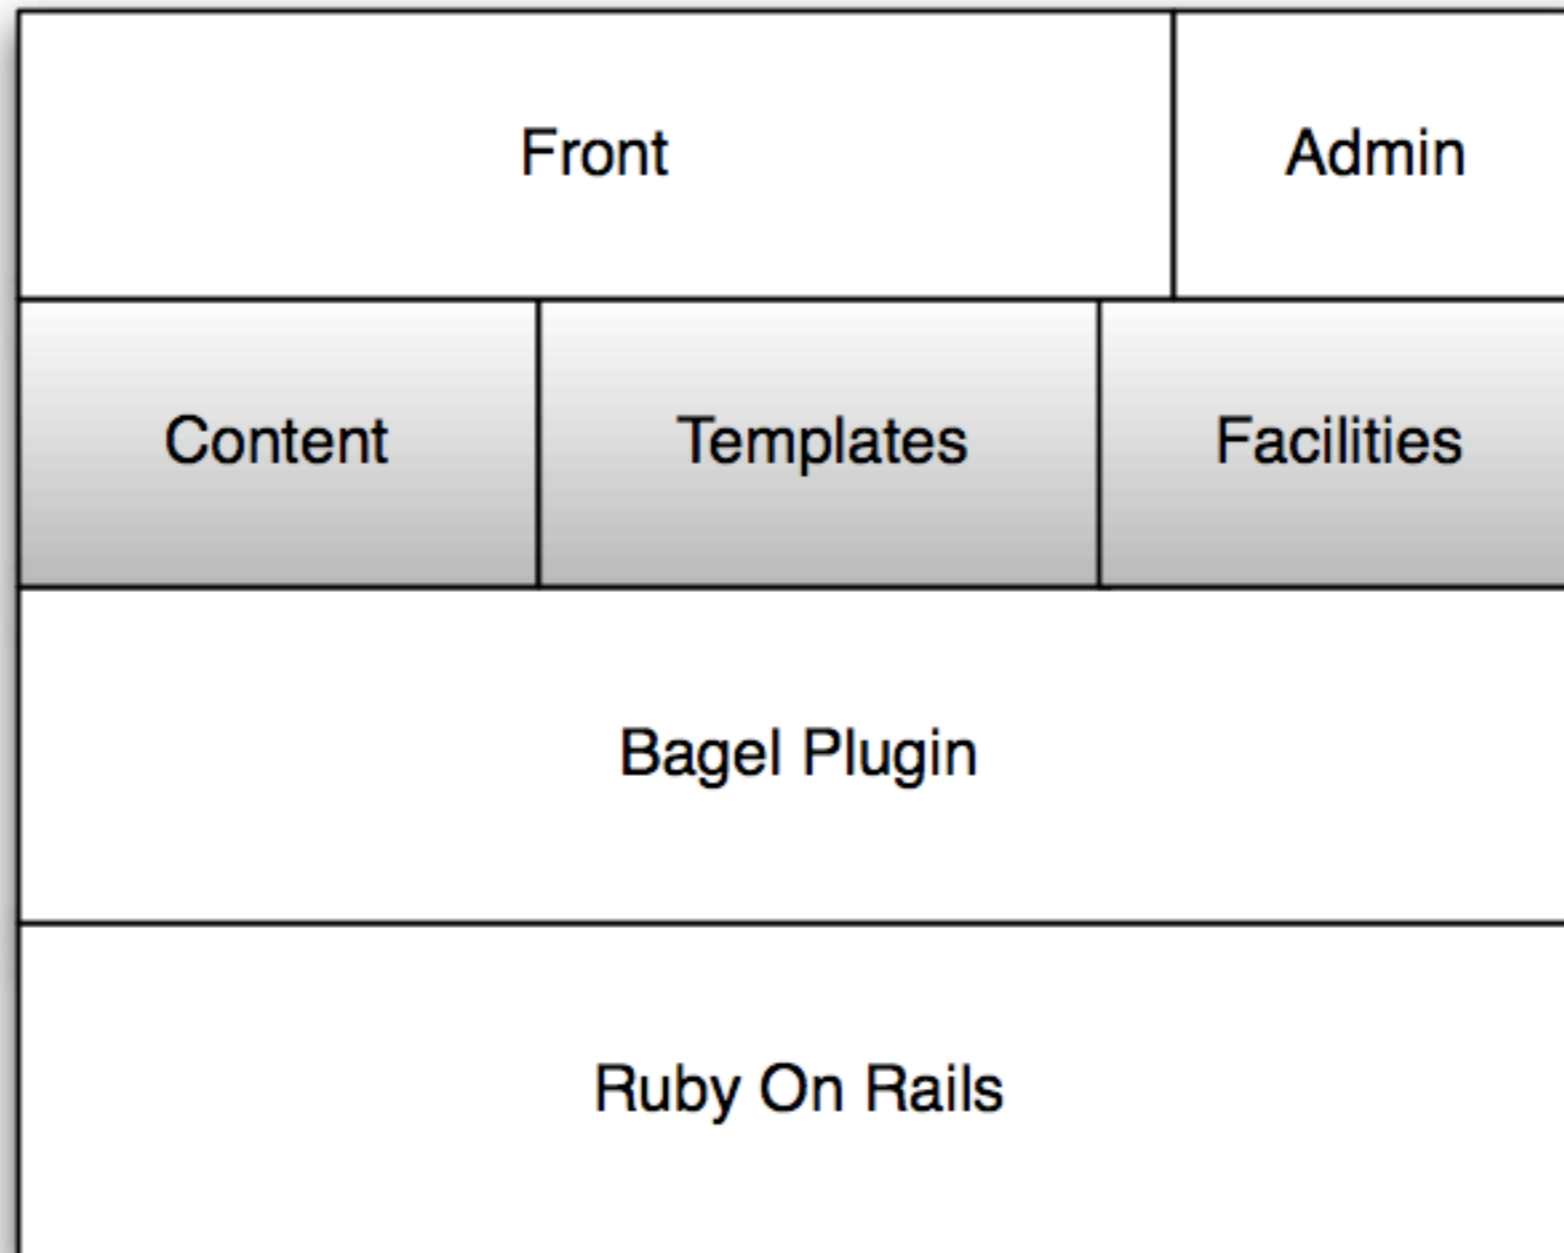 Front
Admin
Content
Templates
Facilities
Bagel Plugin
Ruby On Rails